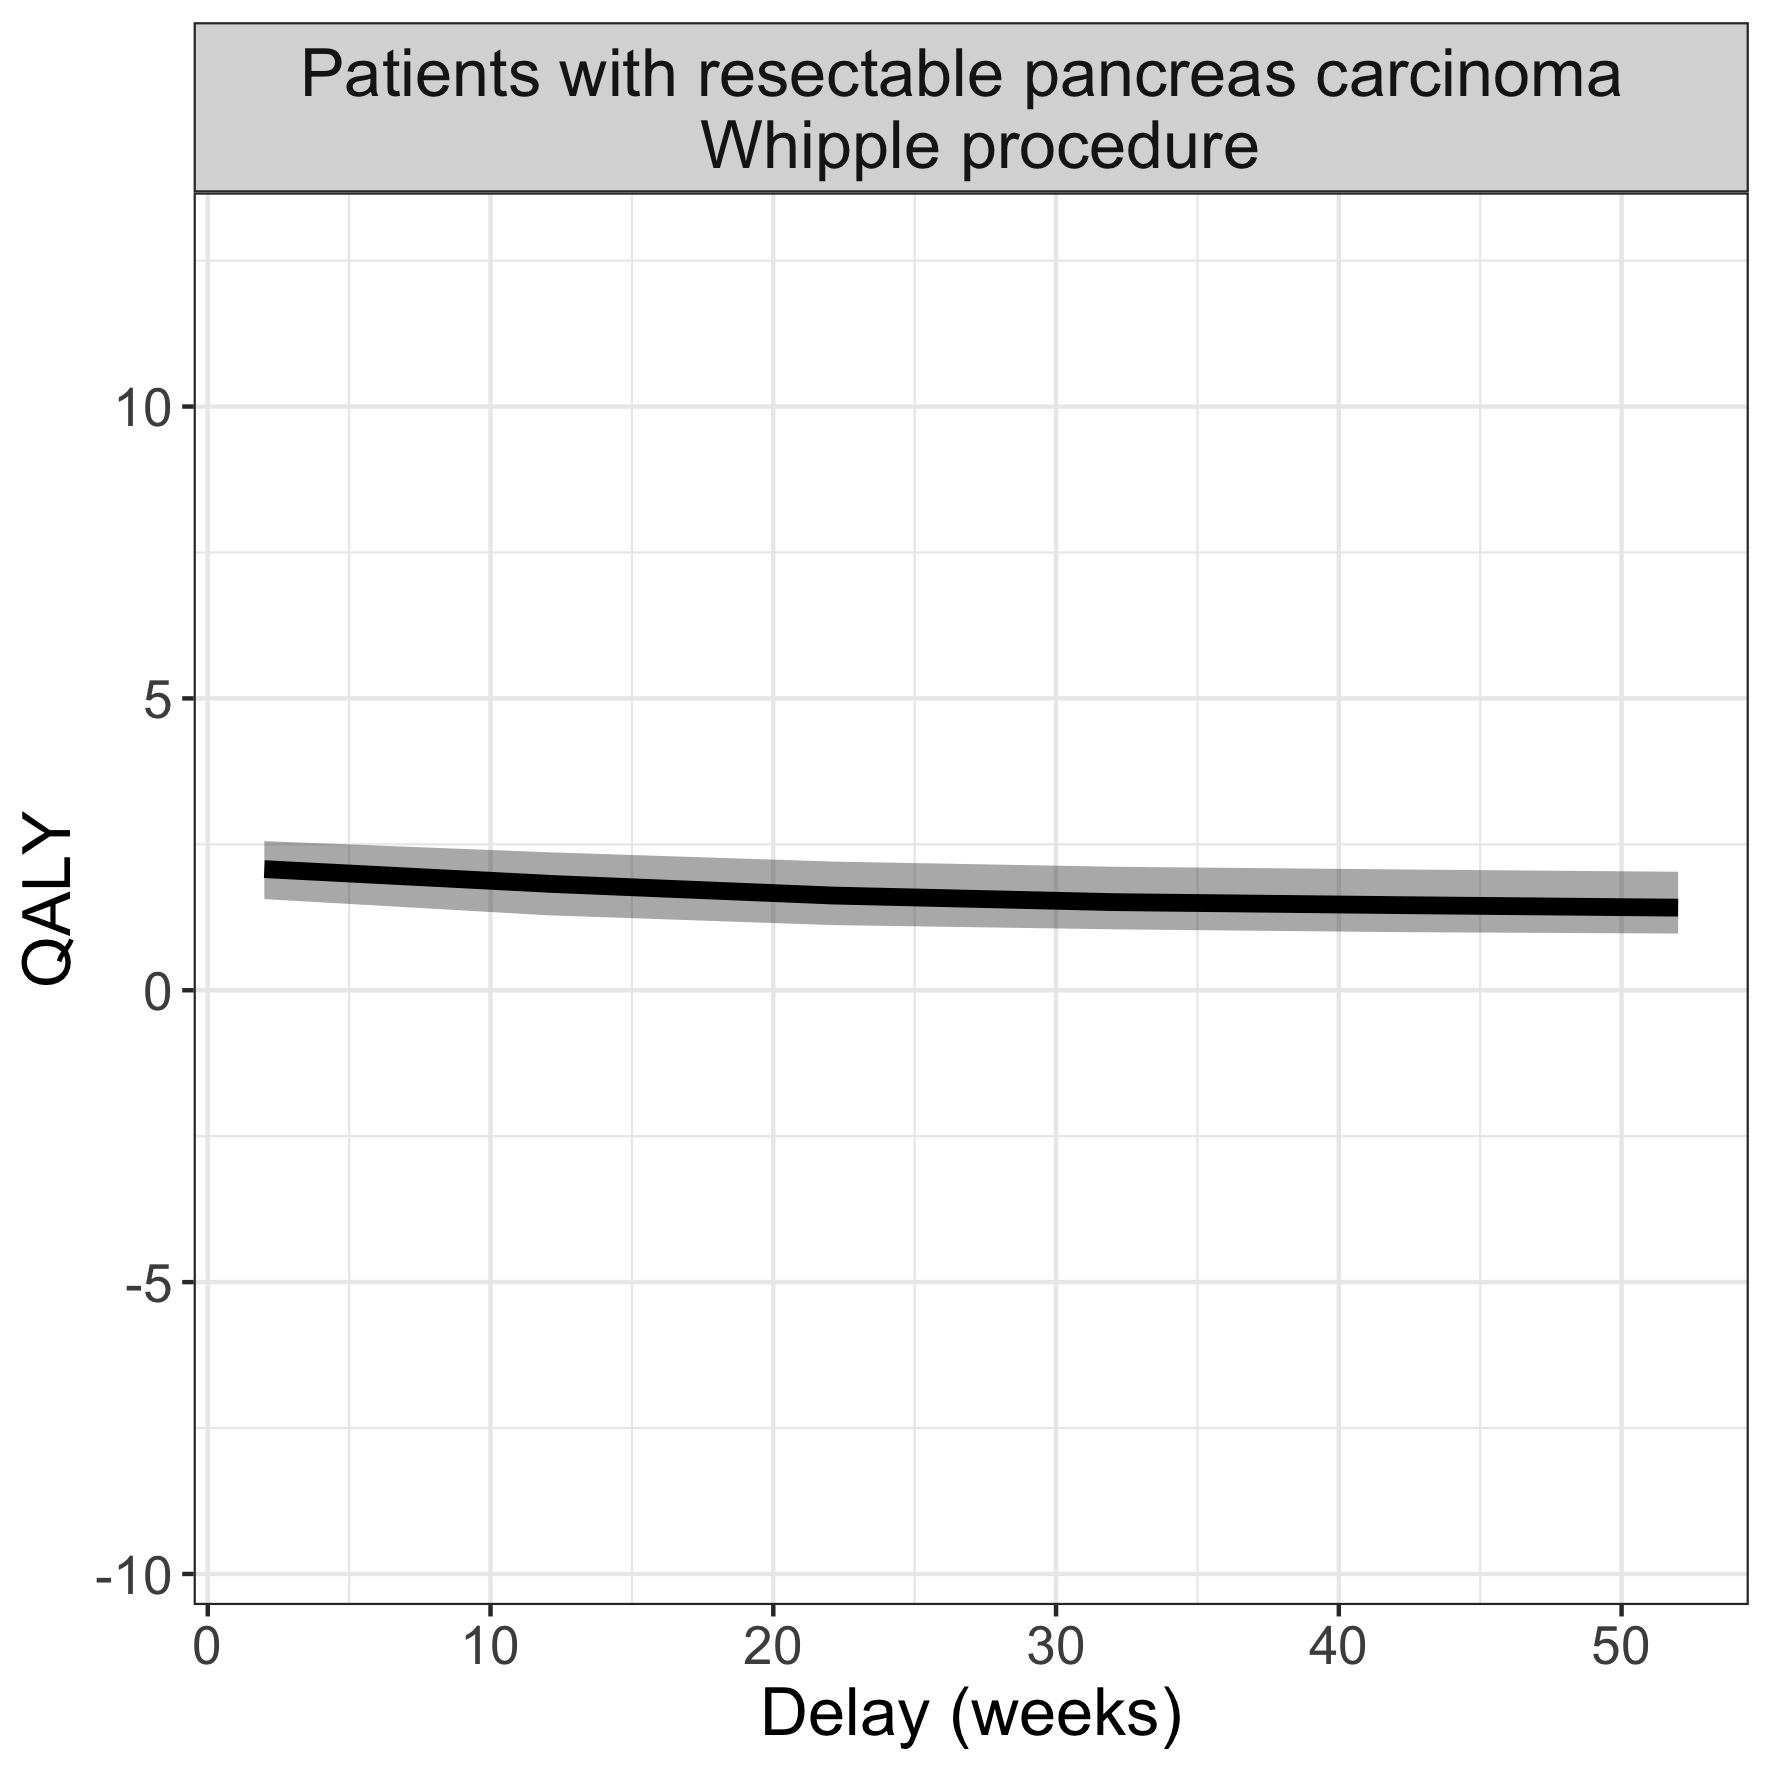 Patients with resectable pancreas carcinoma
Whipple procedure
QALY
10
5
0
-5
-10
0 10 20 30 40 50
Delay (weeks)